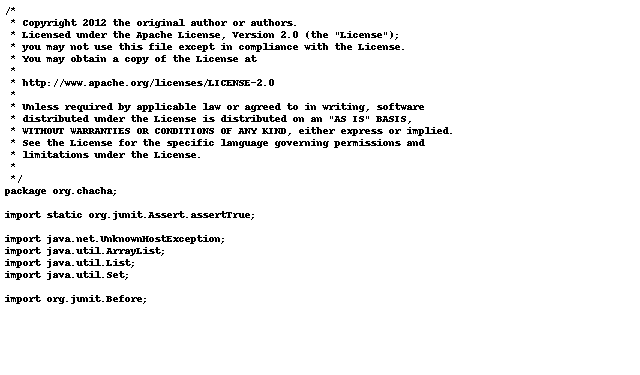 /*
 * Copyright 2012 the original author or authors.
 * Licensed under the Apache License, Version 2.0 (the "License");
 * you may not use this file except in compliance with the License.
 * You may obtain a copy of the License at
 *
 * http://www.apache.org/licenses/LICENSE-2.0
 *
 * Unless required by applicable law or agreed to in writing, software
 * distributed under the License is distributed on an "AS IS" BASIS,
 * WITHOUT WARRANTIES OR CONDITIONS OF ANY KIND, either express or implied.
 * See the License for the specific language governing permissions and
 * limitations under the License.
 *
 */
package org.chacha;

import static org.junit.Assert.assertTrue;

import java.net.UnknownHostException;
import java.util.ArrayList;
import java.util.List;
import java.util.Set;

import org.junit.Before;